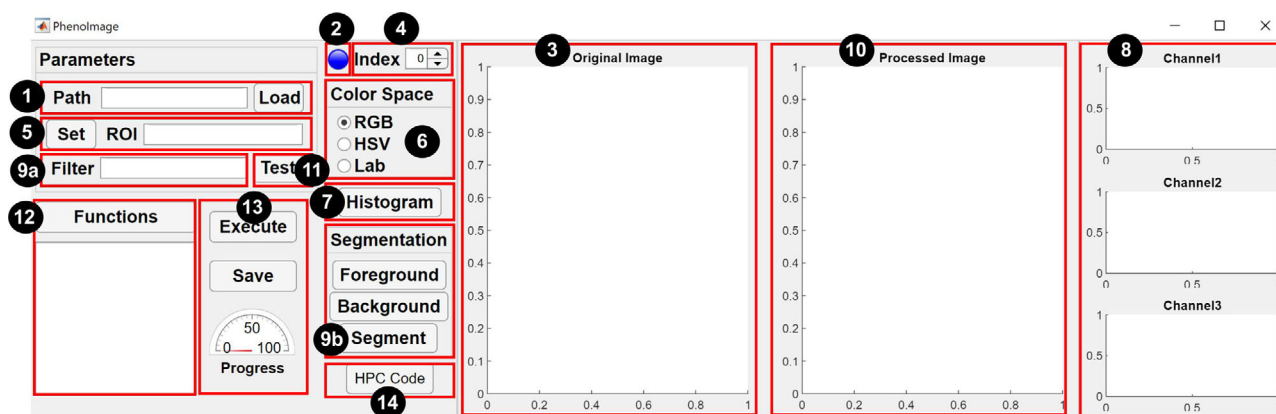 PhenoImage
2
4
3
10
8
Parameters
Index 0
Original Image
Processed Image
Channel1
1
Path
Load
5
Set ROI
9a
Filter
Test
11
Color Space
RGB
HSV
Lab
6
7
Histogram
12
Functions
13
Execute
Save
0 50 100
Progress
Segmentation
Foreground
Background
9b
Segment
HPC Code
14
1
0.9
0.8
0.7
0.6
0.5
0.4
0.3
0.2
0.1
0
0 0.2 0.4 0.6 0.8 1
1
0.9
0.8
0.7
0.6
0.5
0.4
0.3
0.2
0.1
0
0 0.2 0.4 0.6 0.8 1
1
0.5
0
0 0.5
Channel2
1
0.5
0
0 0.5
Channel3
1
0.5
0
0 0.5